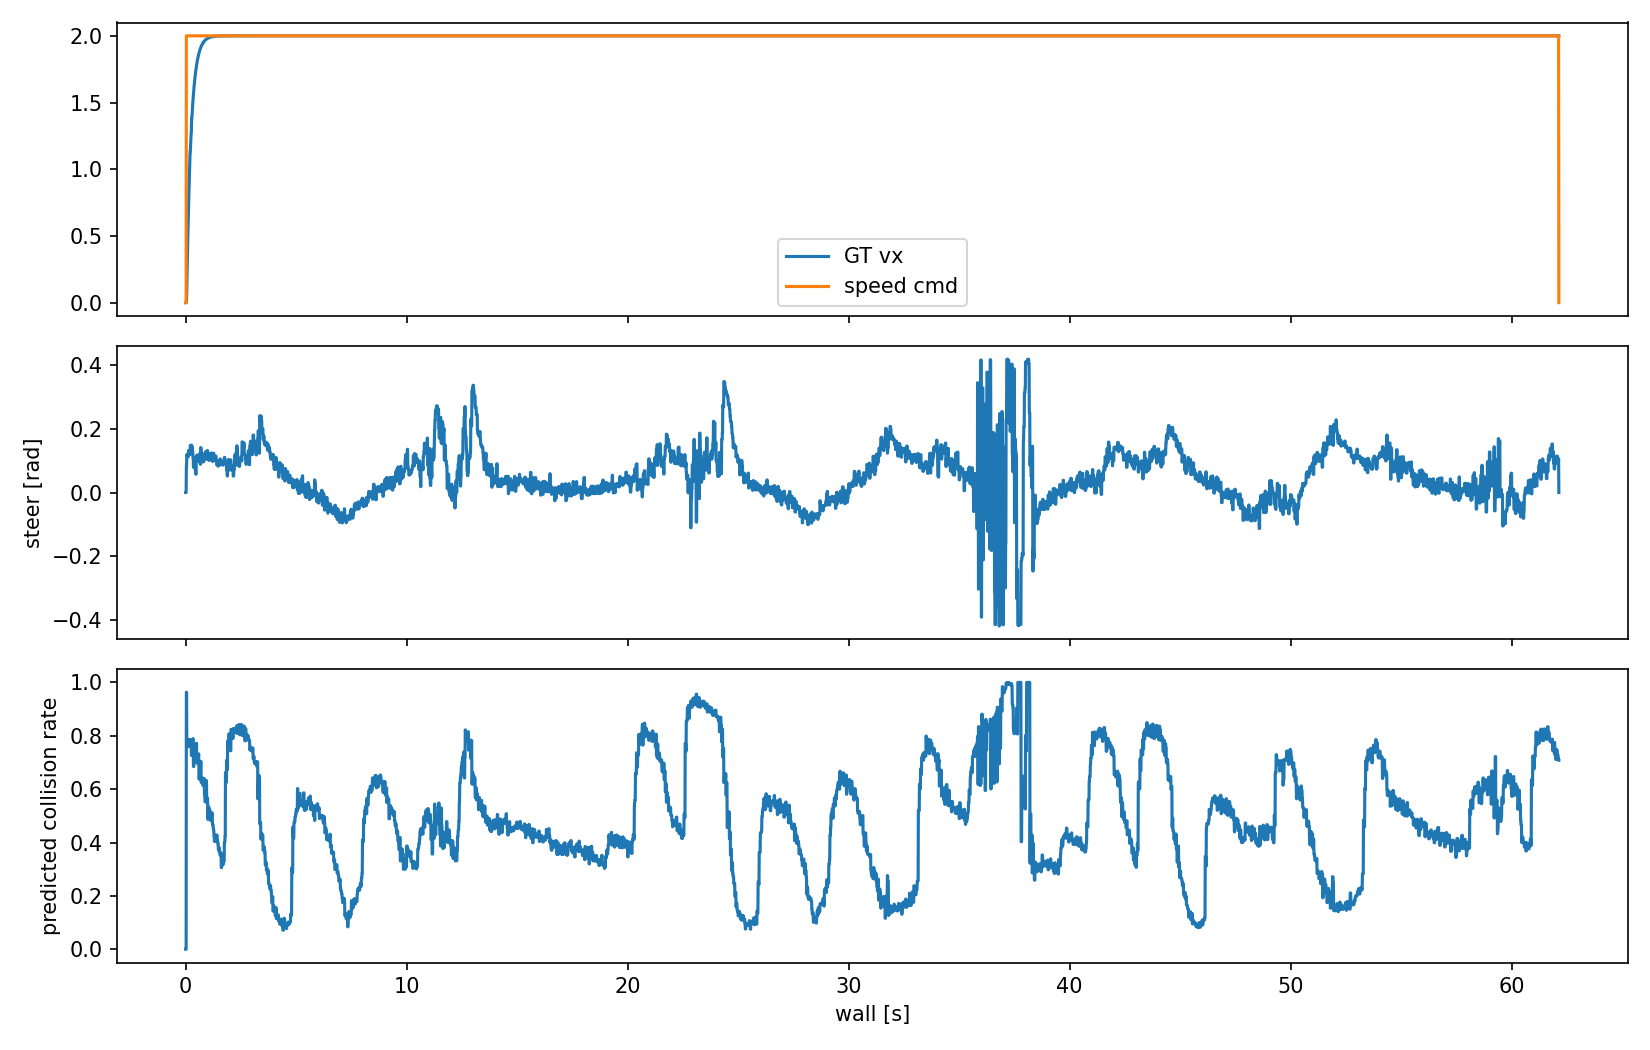 2.0
1.5
1.0
0.5
0.0
GT vx
speed cmd
steer [rad]
0.4
0.2
0.0
−0.2
−0.4
predicted collision rate
1.0
0.8
0.6
0.4
0.2
0.0
0 10 20 30 40 50 60
wall [s]